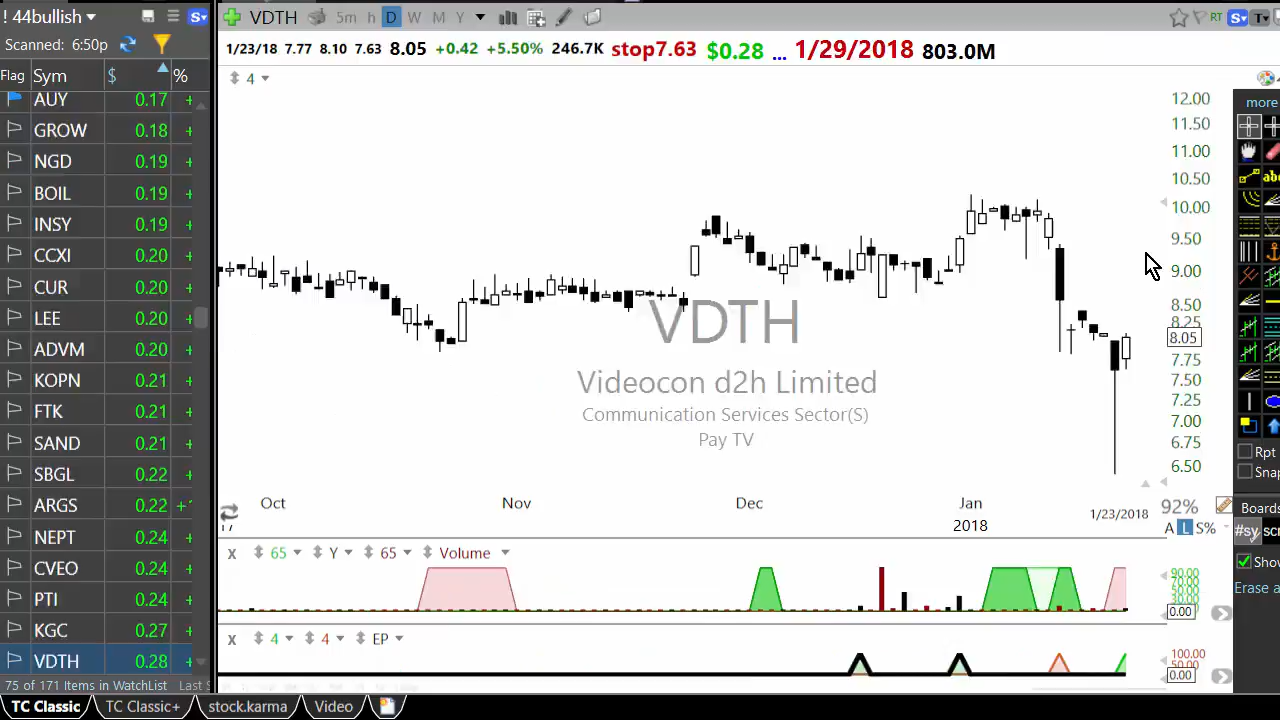 ! 44bullish
Scanned: 6:50p
Flag Sym $ %
AUY 0.17 +
GROW 0.18 +
NGD 0.19 +
BOIL 0.19 +
INSY 0.19 +
CCXI 0.20 +
CUR 0.20 +
LEE 0.20 +
ADVM 0.20 +
KOPN 0.21 +
FTK 0.21 +
SAND 0.21 +
SBGL 0.22 +
ARGS 0.22 +
NEPT 0.24 +
CVEO 0.24 +
PTI 0.24 +
KGC 0.27 +
VDTH 0.28 +
75 of 171 Items in WatchList Last S
VDTH 5m h D W M Y
RT S T
1/23/18 7.77 8.10 7.63 8.05 +0.42 +5.50% 246.7K stop7.63 $0.28 ... 1/29/2018 803.0M
4
12.00
11.50
11.00
10.50
10.00
9.50
9.00
8.50
8.25
8.05
7.75
7.50
7.25
7.00
6.75
6.50
VDTH
Videocon d2h Limited
Communication Services Sector(S)
Pay TV
Oct Nov Dec Jan
2018
1/23/2018
92%
A L S%
X 65 Y 65 Volume
90.00
0.00
X 4 4 EP
100.00
0.00
more
abc
Rpt
Snap
Boards
#sy scr
Show
Erase a
TC Classic TC Classic+ stock.karma Video